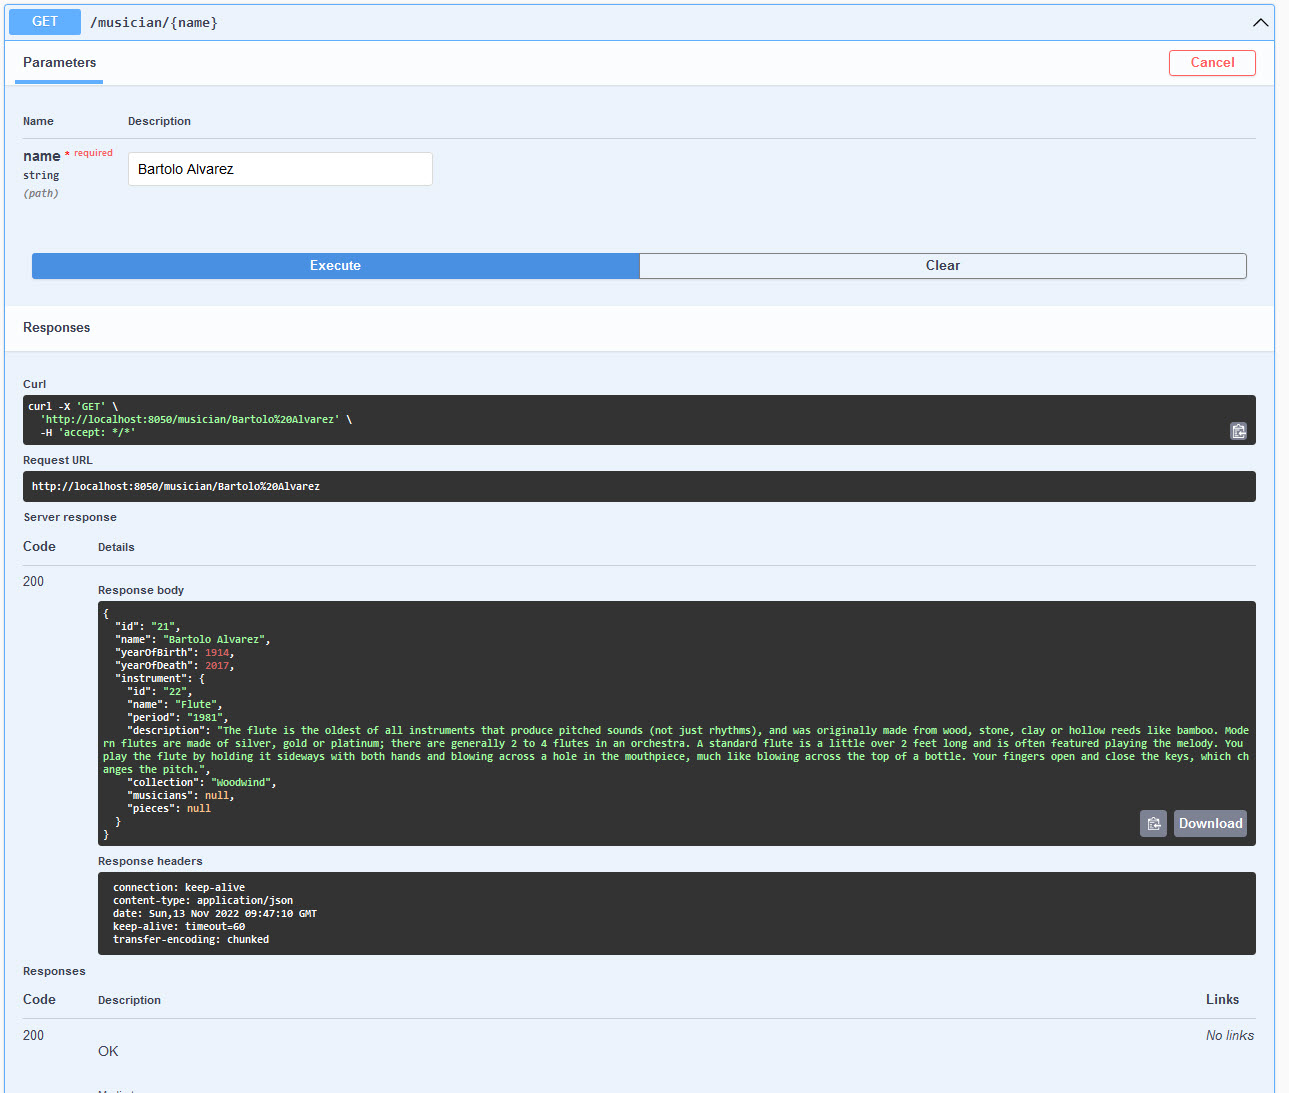 GET /musician/{name}
Parameters
Cancel
Name Description
name * required
string
(path)
Bartolo Alvarez
Execute Clear
Responses
Curl
curl -X 'GET' \
'http://localhost:8050/musician/Bartolo%20Alvarez' \
-H 'accept: */*'
Request URL
http://localhost:8050/musician/Bartolo%20Alvarez
Server response
Code Details
200
Response body
{
"id": "21",
"name": "Bartolo Alvarez",
"yearOfBirth": 1914,
"yearOfDeath": 2017,
"instrument": {
"id": "22",
"name": "Flute",
"period": "1981",
"description": "The flute is the oldest of all instruments that produce pitched sounds (not just rhythms), and was originally made from wood, stone, clay or hollow reeds like bamboo. Mode
rn flutes are made of silver, gold or platinum; there are generally 2 to 4 flutes in an orchestra. A standard flute is a little over 2 feet long and is often featured playing the melody. You
play the flute by holding it sideways with both hands and blowing across a hole in the mouthpiece, much like blowing across the top of a bottle. Your fingers open and close the keys, which ch
anges the pitch.",
"collection": "Woodwind",
"musicians": null,
"pieces": null
}
}
Download
Response headers
connection: keep-alive
content-type: application/json
date: Sun,13 Nov 2022 09:47:10 GMT
keep-alive: timeout=60
transfer-encoding: chunked
Responses
Code Description Links
200 No links
OK